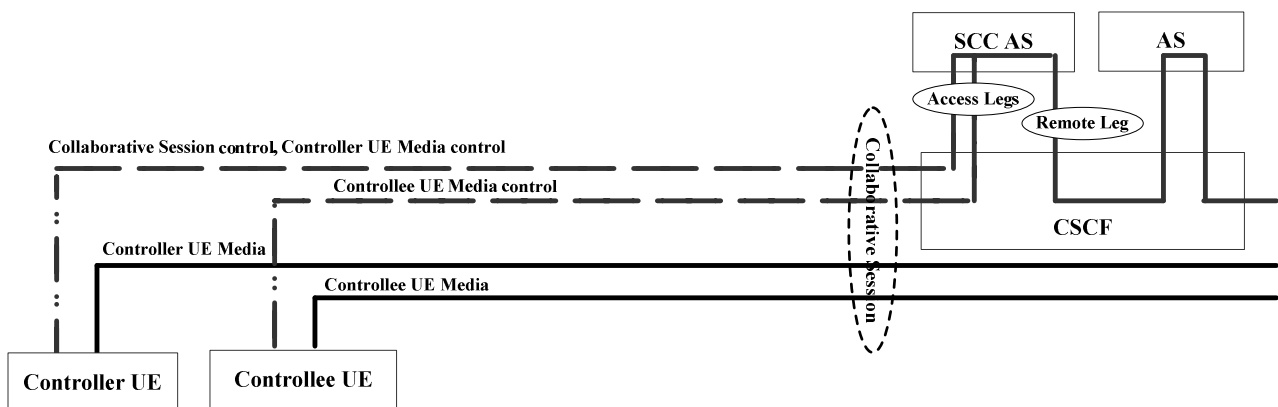 SCC AS
AS
Access Legs
Remote Leg
Collaborative Session control, Controller UE Media control
Controllee UE Media control
Collaborative Session
CSCF
Controller UE Media
Controllee UE Media
Controller UE
Controllee UE